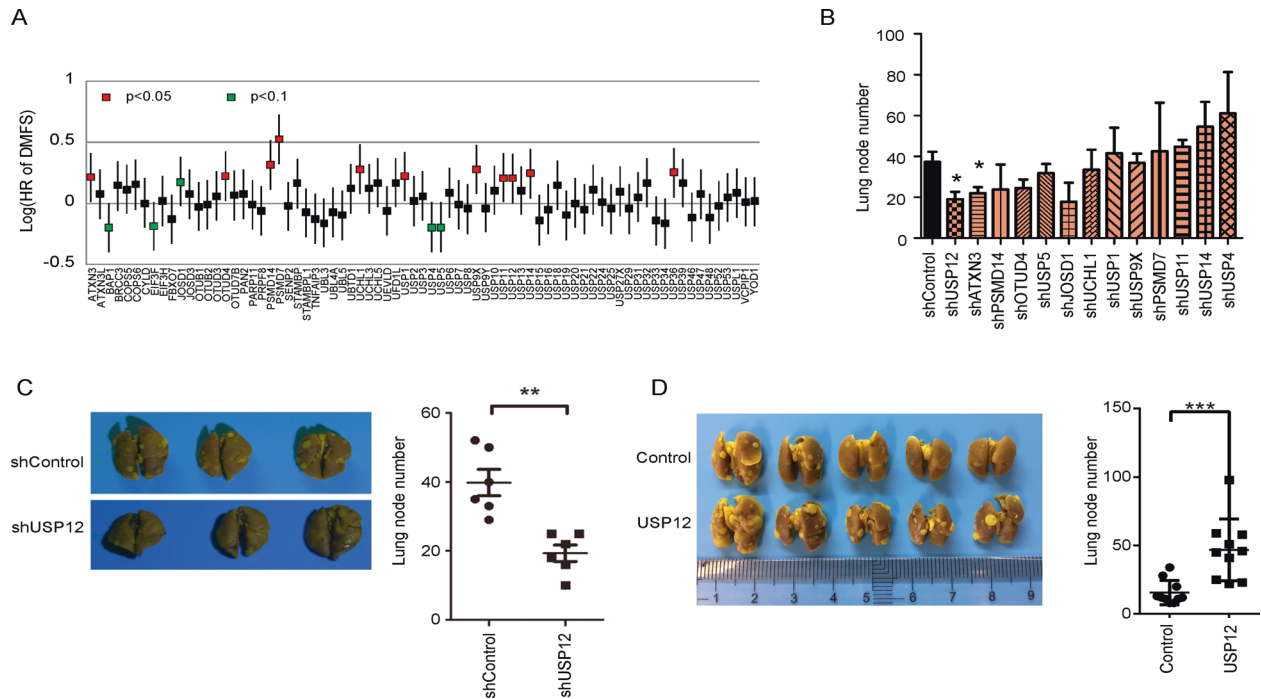 A
1
0.5
0
-0.5
Log(HR of DMFS)
p<0.05
p<0.1
ATXN3
ATXN3L
BAP1
BRCC3
COPS5
COPS6
CYLD
EIF3F
EIF3H
FBXO7
JOSD1
JOSD3
OTUB1
OTUB2
OTUD3
OTUD4
OTUD7B
PAN2
PARP11
PRPF8
PSMD14
PSMD7
SENP2
STAMBP
STAMBPL1
TNFAIP3
UBL3
UBL4A
UBL5
UBTD1
UCHL1
UCHL3
UCHL5
UEVLD
UFD1L
USP1
USP2
USP3
USP4
USP5
USP6
USP7
USP8
USP9X
USP9Y
USP10
USP11
USP12
USP13
USP14
USP15
USP16
USP18
USP19
USP20
USP21
USP22
USP24
USP25
USP27X
USP29
USP31
USP32
USP33
USP34
USP36
USP39
USP46
USP47
USP48
USP52
USP53
USPL1
VCPIP1
YOD1
B
Lung node number
100
80
60
40
20
0
*
*
shControl
shUSP12
shATXN3
shPSMD14
shOTUD4
shUSP5
shJOSD1
shUCHL1
shUSP1
shUSP9X
shPSMD7
shUSP11
shUSP14
shUSP4
C
shControl
shUSP12
Lung node number
60
40
20
0
**
shControl
shUSP12
D
Control
USP12
1 2 3 4 5 6 7 8 9
Lung node number
150
100
50
0
***
Control
USP12